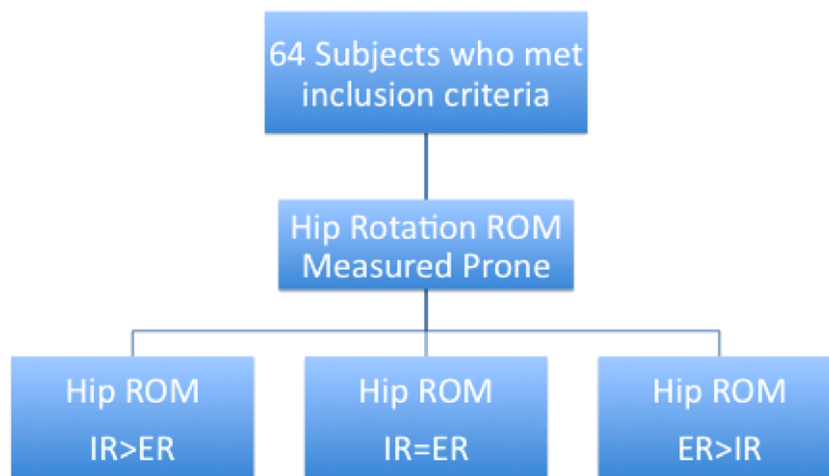 64 Subjects who met
inclusion criteria
Hip Rotation ROM
Measured Prone
Hip ROM
IR>ER
Hip ROM
IR=ER
Hip ROM
ER>IR